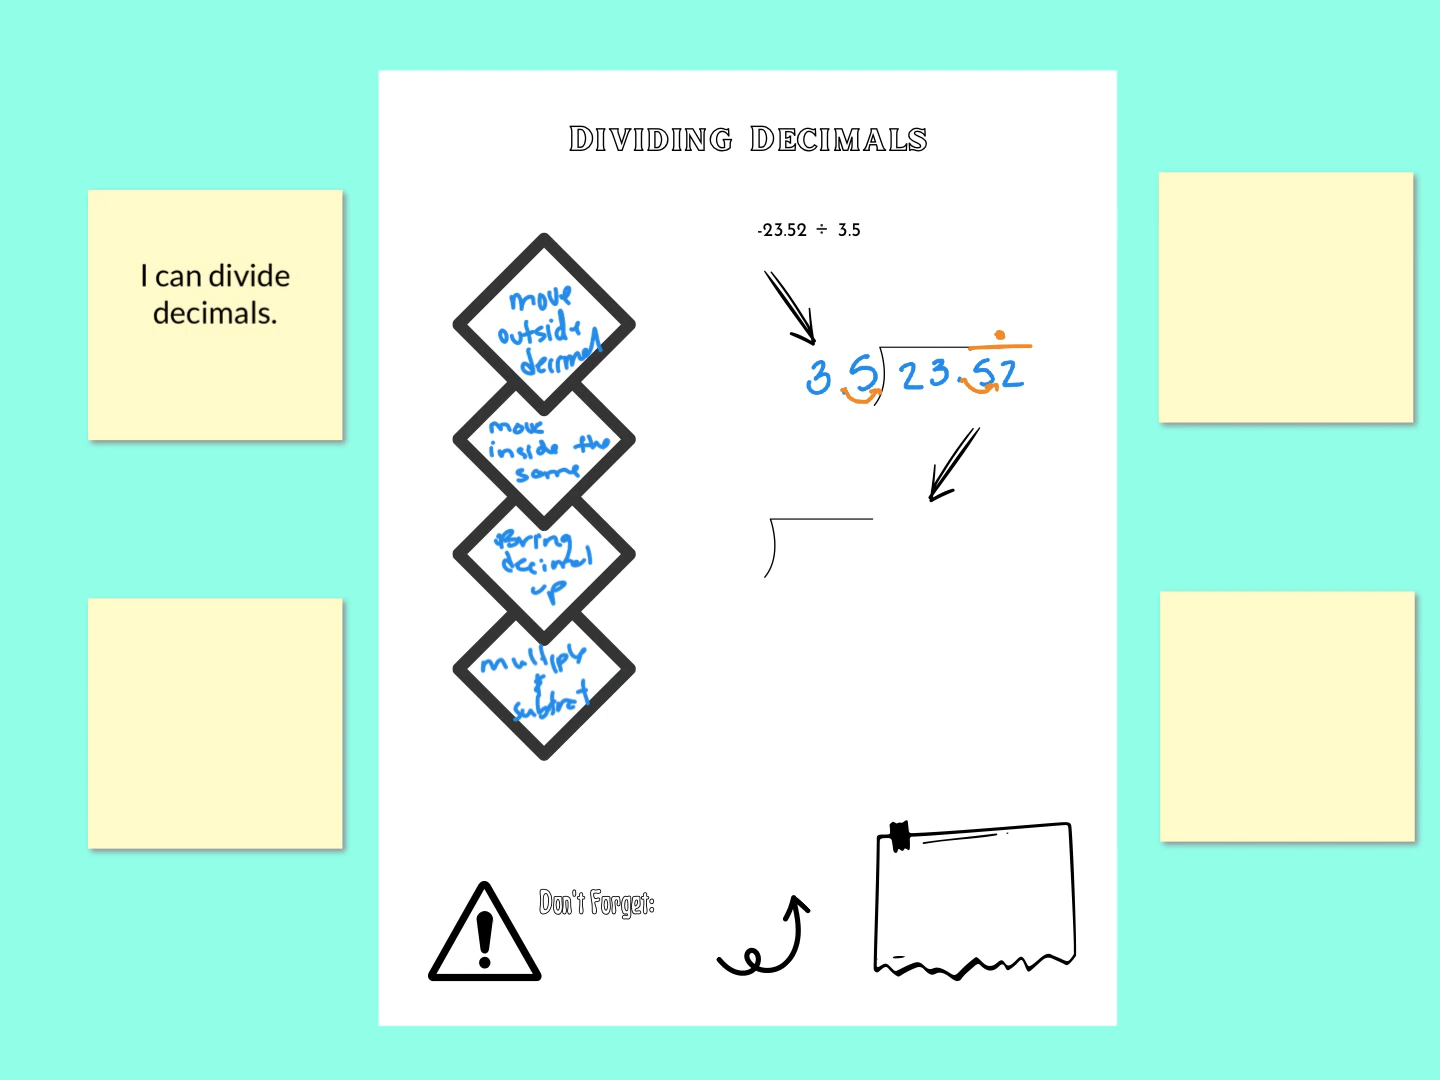 Dividing Decimals
I can divide
decimals.
-23.52 ÷ 3.5
move
outside
decimal
move
inside the
same
Bring
decimal
up
multiply
&
subtrat
3.5 23.52
Don't Forget: